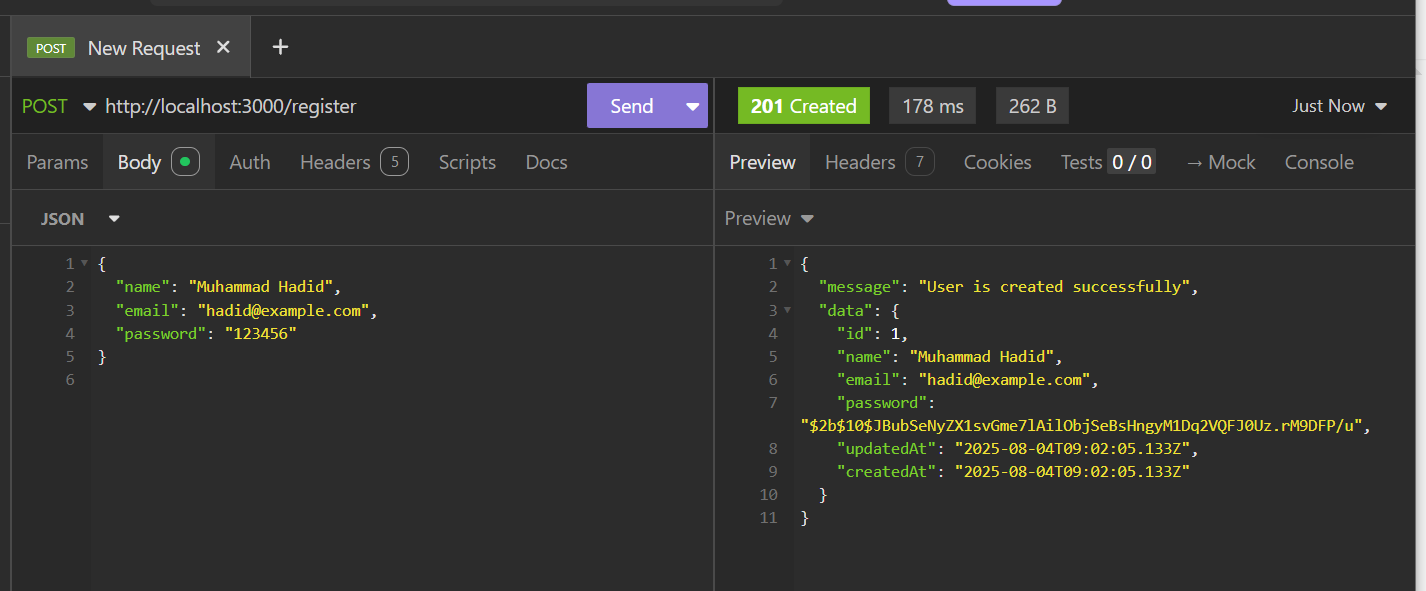 POST New Request × +
POST http://localhost:3000/register Send
201 Created 178 ms 262 B Just Now
Params Body Auth Headers 5 Scripts Docs
Preview Headers 7 Cookies Tests 0 / 0 → Mock Console
JSON
Preview
1 {
2 "name": "Muhammad Hadid",
3 "email": "hadid@example.com",
4 "password": "123456"
5 }
6
1 {
2 "message": "User is created successfully",
3 "data": {
4 "id": 1,
5 "name": "Muhammad Hadid",
6 "email": "hadid@example.com",
7 "password":
"$2b$10$JBubSeNyZX1svGme7lAilObjSeBsHngyM1Dq2VQFJ0Uz.rM9DFP/u",
8 "updatedAt": "2025-08-04T09:02:05.133Z",
9 "createdAt": "2025-08-04T09:02:05.133Z"
10 }
11 }